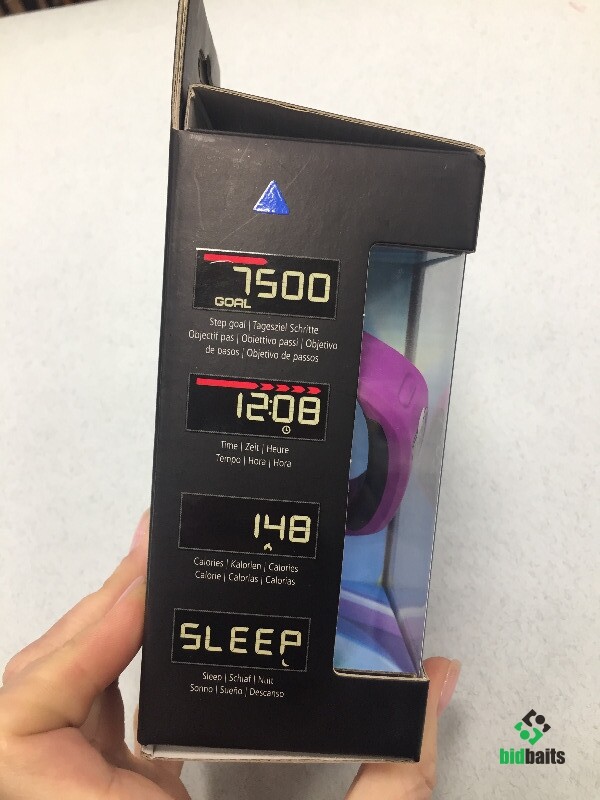 7500
GOAL
Step goal | Tagesziel Schritte
Objectif pas | Obiettivo passi | Objetivo
de pasos | Objetivo de passos
12:08
Time | Zeit | Heure
Tempo | Hora | Hora
148
Calories | Kalorien | Calories
Calorie | Calorías | Calorias
SLEEP
Sleep | Schlaf | Nuit
Sonno | Sueño | Descanso
bidbaits